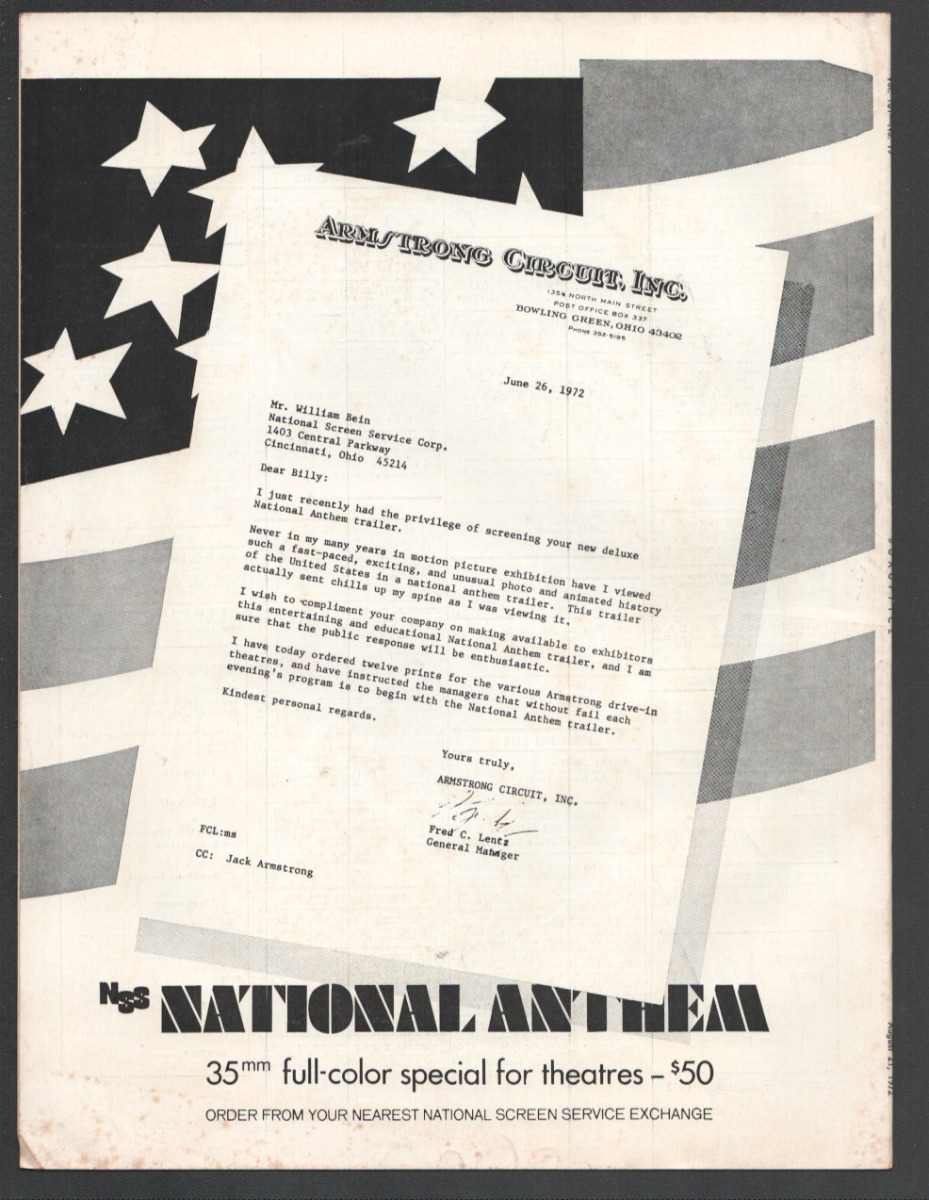 ARMSTRONG CIRCUIT, INC.
135½ NORTH MAIN STREET
POST OFFICE BOX 337
BOWLING GREEN, OHIO 43402
PHONE 352-5195
June 26, 1972
Mr. William Bein
National Screen Service Corp.
1403 Central Parkway
Cincinnati, Ohio 45214
Dear Billy:
I just recently had the privilege of screening your new deluxe
National Anthem trailer.
Never in my many years in motion picture exhibition have I viewed
such a fast-paced, exciting, and unusual photo and animated history
of the United States in a national anthem trailer. This trailer
actually sent chills up my spine as I was viewing it.
I wish to compliment your company on making available to exhibitors
this entertaining and educational National Anthem trailer, and I am
sure that the public response will be enthusiastic.
I have today ordered twelve prints for the various Armstrong drive-in
theatres, and have instructed the managers that without fail each
evening's program is to begin with the National Anthem trailer.
Kindest personal regards.
Yours truly,
ARMSTRONG CIRCUIT, INC.
Fred C. Lentz
General Manager
FCL:ms
CC: Jack Armstrong
NSS NATIONAL ANTHEM
35mm full-color special for theatres – $50
ORDER FROM YOUR NEAREST NATIONAL SCREEN SERVICE EXCHANGE